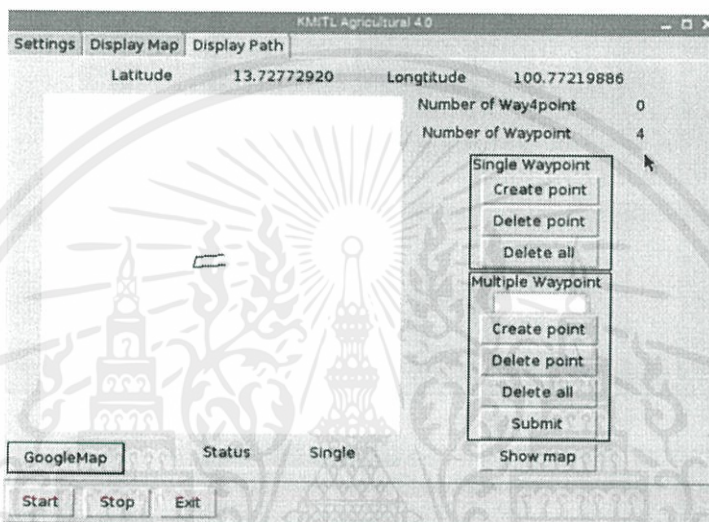 KMITL Agricultural 4.0
Settings Display Map Display Path
Latitude 13.72772920 Longtitude 100.77219886
Number of Way4point 0
Number of Waypoint 4
Single Waypoint
Create point
Delete point
Delete all
Multiple Waypoint
Create point
Delete point
Delete all
Submit
GoogleMap Status Single Show map
Start Stop Exit